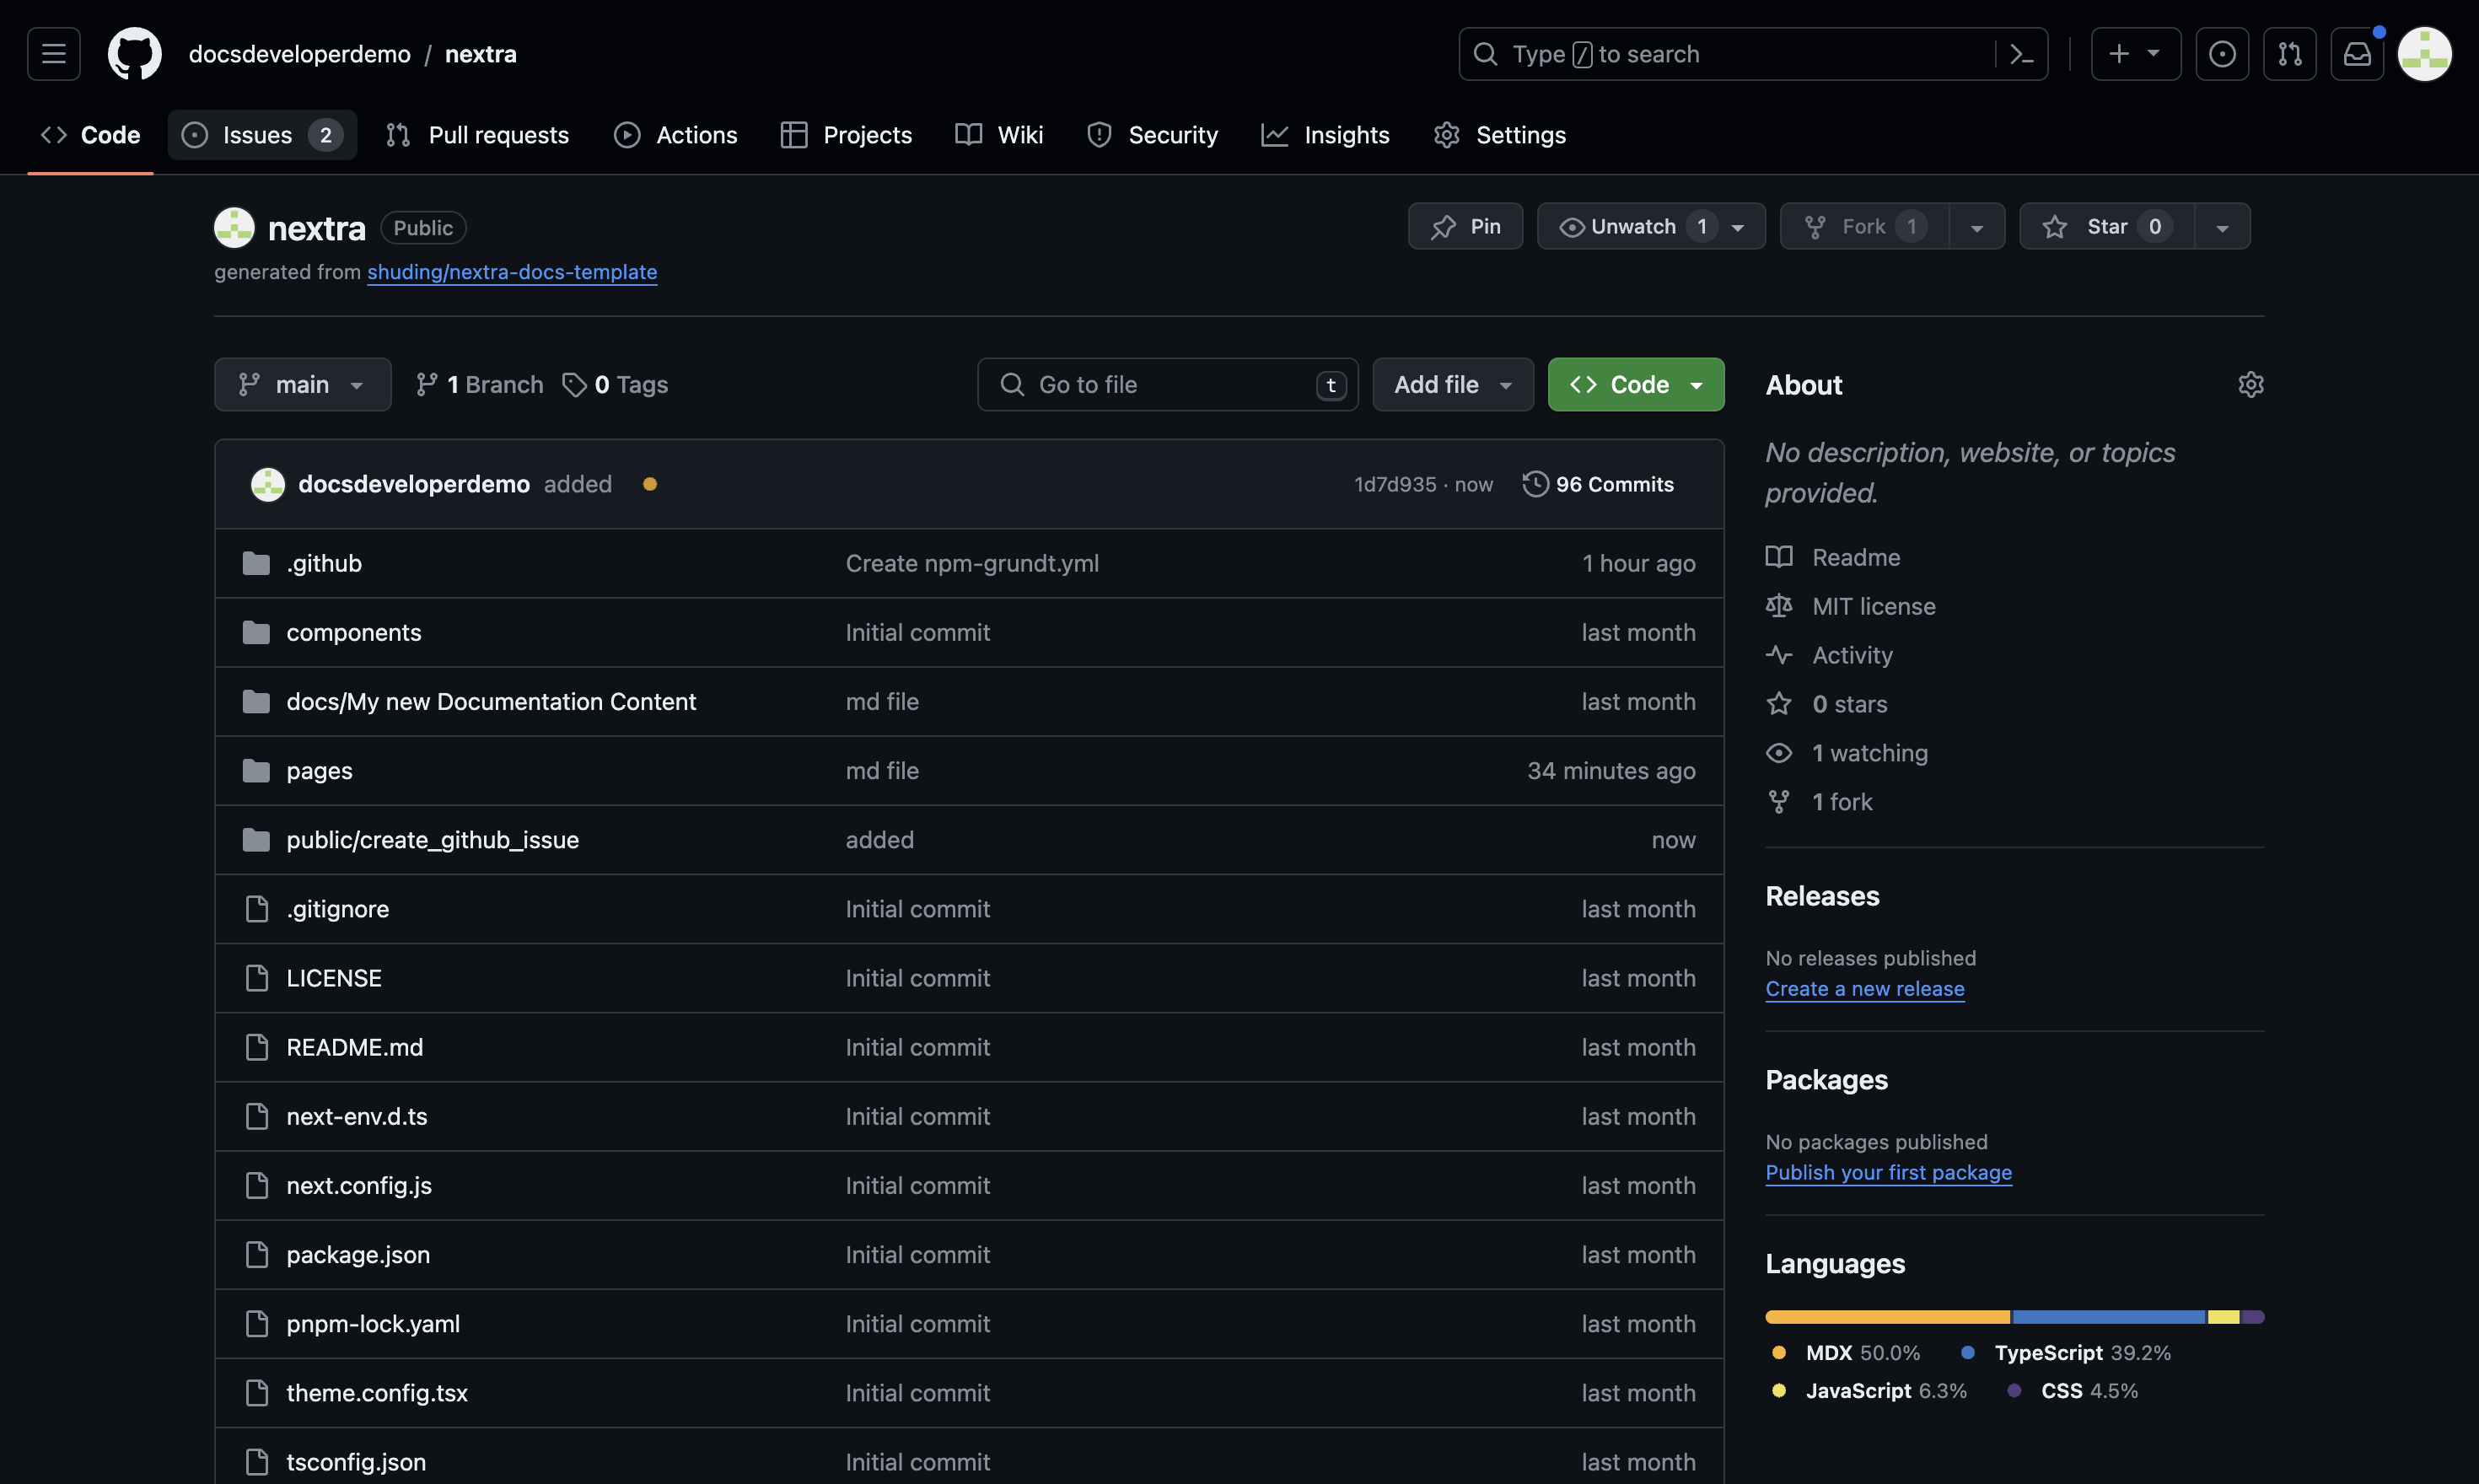 docsdeveloperdemo / nextra
Type / to search
Code
Issues 2
Pull requests
Actions
Projects
Wiki
Security
Insights
Settings
nextra Public
Pin
Unwatch 1
Fork 1
Star 0
generated from shuding/nextra-docs-template
main
1 Branch
0 Tags
Go to file t
Add file
Code
docsdeveloperdemo added
1d7d935 · now
96 Commits
.github Create npm-grundt.yml 1 hour ago
components Initial commit last month
docs/My new Documentation Content md file last month
pages md file 34 minutes ago
public/create_github_issue added now
.gitignore Initial commit last month
LICENSE Initial commit last month
README.md Initial commit last month
next-env.d.ts Initial commit last month
next.config.js Initial commit last month
package.json Initial commit last month
pnpm-lock.yaml Initial commit last month
theme.config.tsx Initial commit last month
tsconfig.json Initial commit last month
About
No description, website, or topics
provided.
Readme
MIT license
Activity
0 stars
1 watching
1 fork
Releases
No releases published
Create a new release
Packages
No packages published
Publish your first package
Languages
MDX 50.0% TypeScript 39.2%
JavaScript 6.3% CSS 4.5%